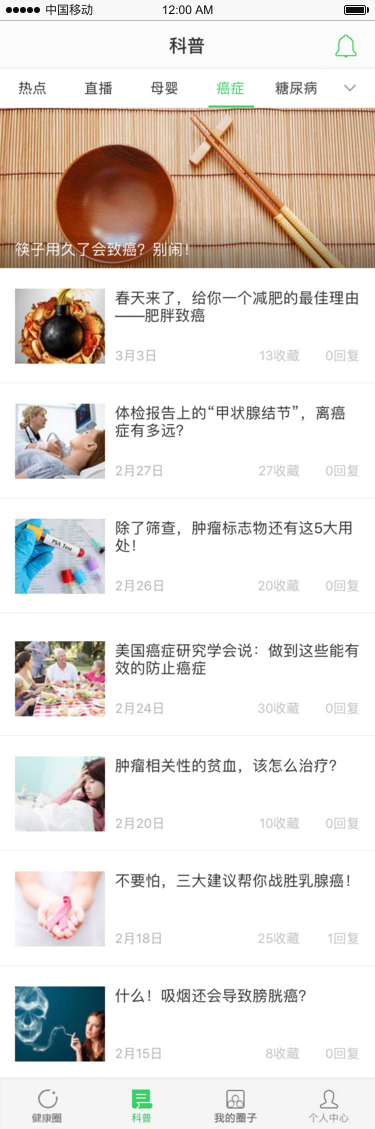 中国移动 12:00 AM
科普
热点 直播 母婴 癌症 糖尿病
筷子用久了会致癌？别闹！
春天来了，给你一个减肥的最佳理由
——肥胖致癌
3月3日 13收藏 0回复
体检报告上的“甲状腺结节”，离癌
症有多远？
2月27日 27收藏 0回复
PSA Test
除了筛查，肿瘤标志物还有这5大用
处！
2月26日 20收藏 0回复
美国癌症研究学会说：做到这些能有
效的防止癌症
2月24日 30收藏 0回复
肿瘤相关性的贫血，该怎么治疗？
2月20日 10收藏 0回复
不要怕，三大建议帮你战胜乳腺癌！
2月18日 25收藏 1回复
什么！吸烟还会导致膀胱癌？
2月15日 8收藏 0回复
健康圈 科普 我的圈子 个人中心